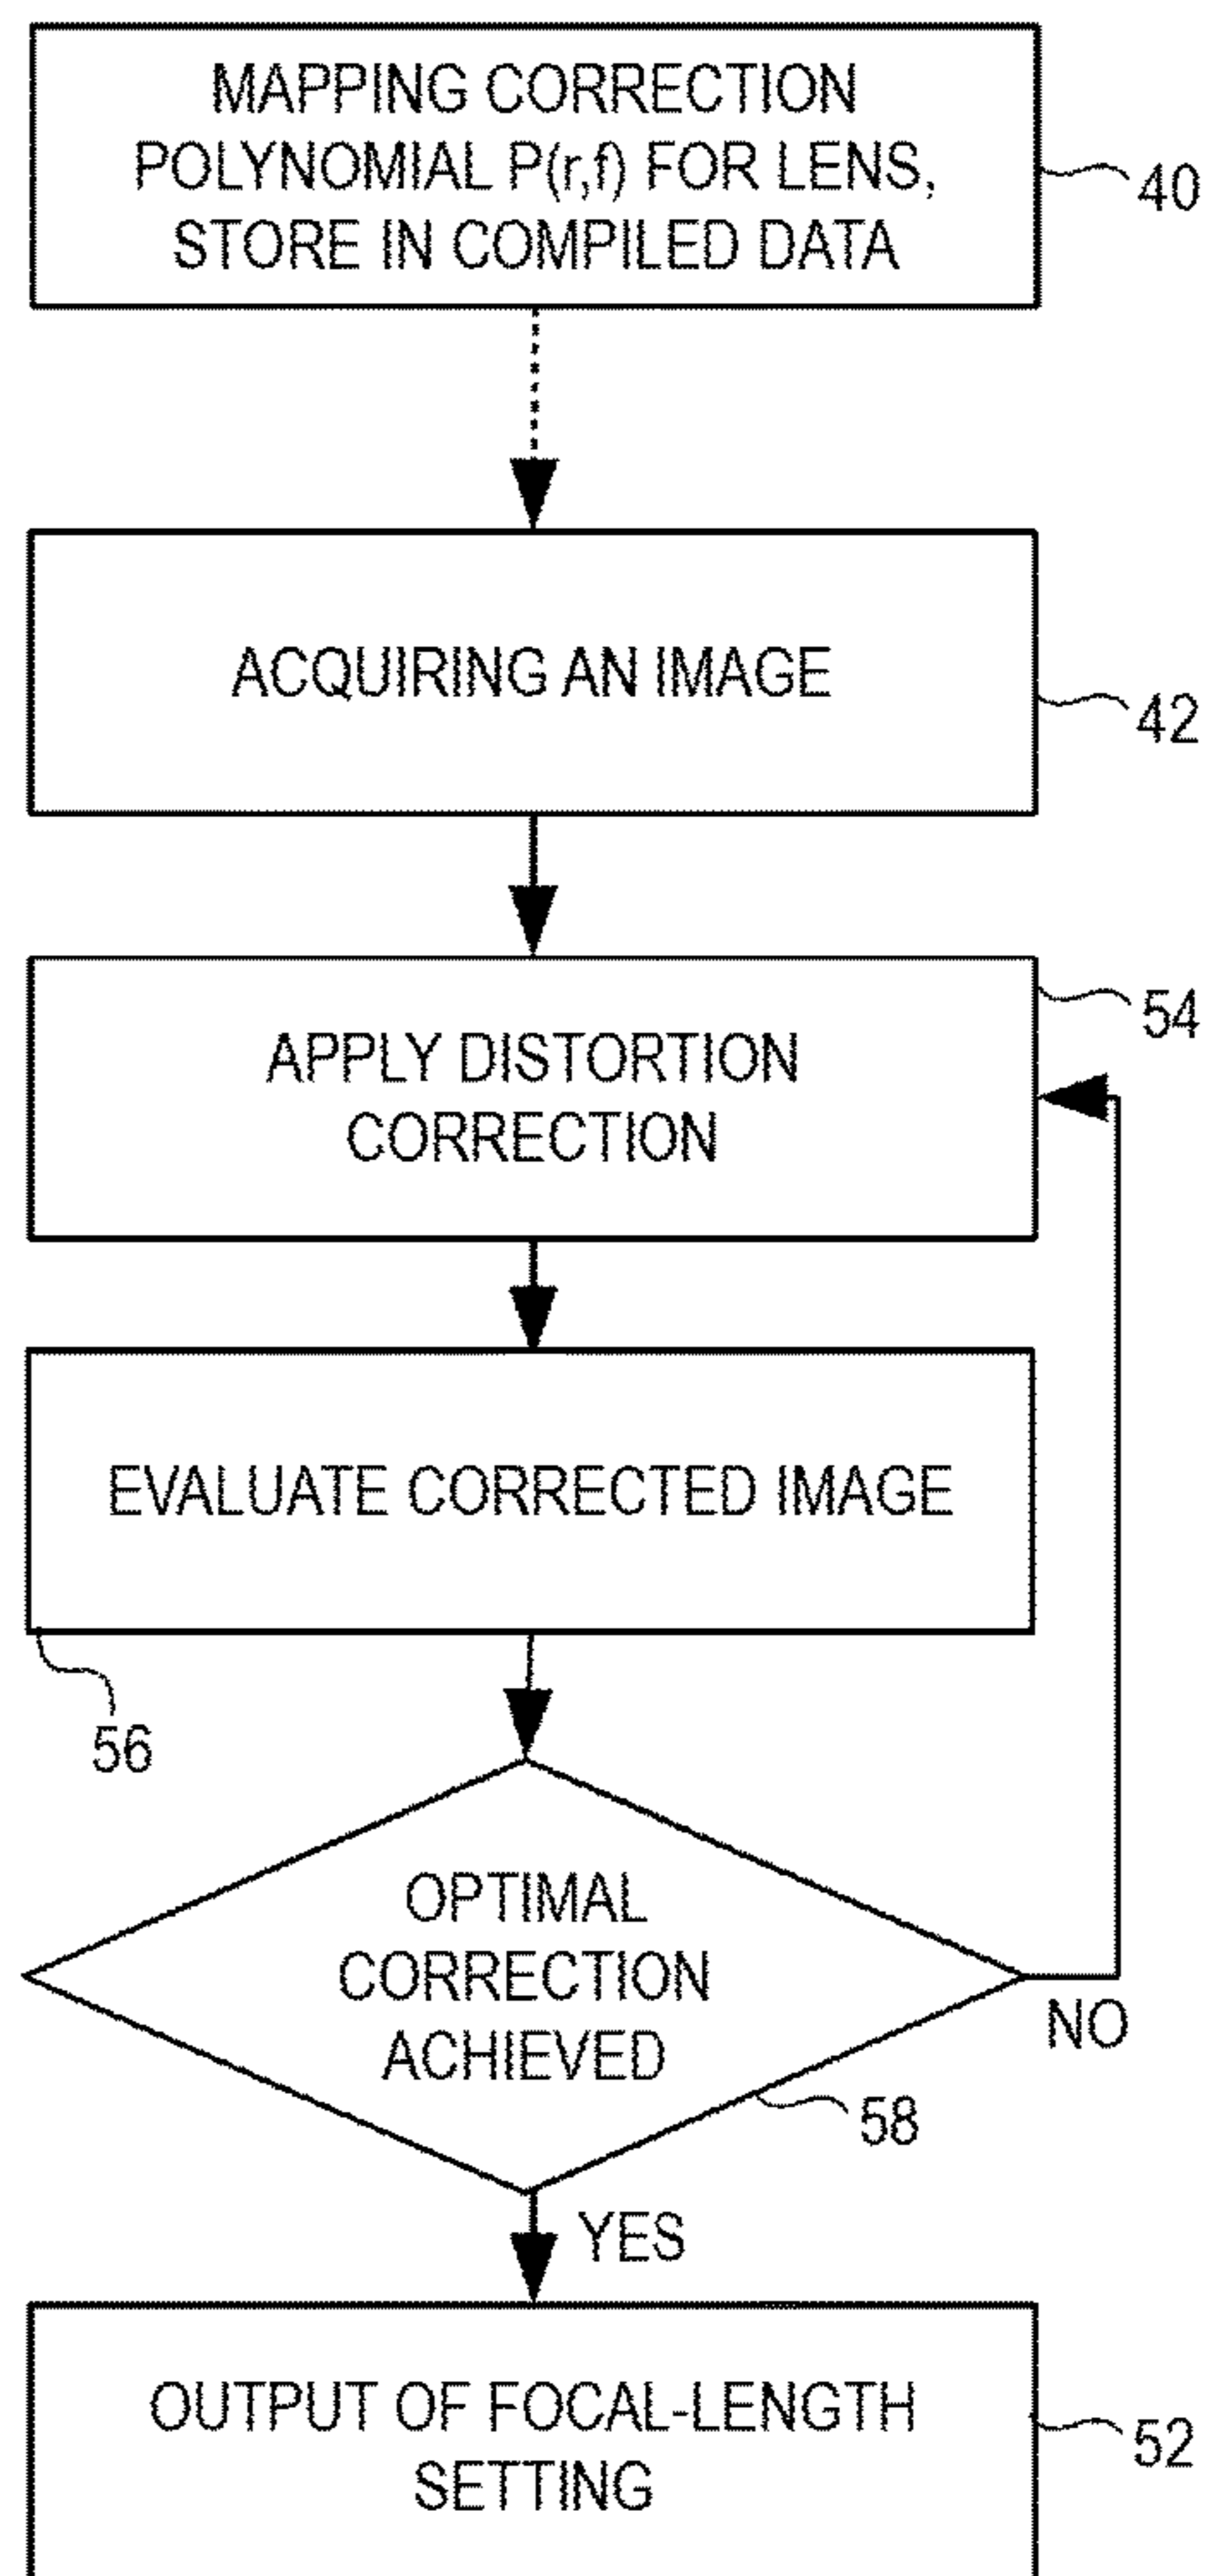 MAPPING CORRECTION
POLYNOMIAL P(r,f) FOR LENS,
STORE IN COMPILED DATA
40
ACQUIRING AN IMAGE
42
54
APPLY DISTORTION
CORRECTION
EVALUATE CORRECTED IMAGE
56
OPTIMAL
CORRECTION
ACHIEVED
NO
58
YES
OUTPUT OF FOCAL-LENGTH
SETTING
52